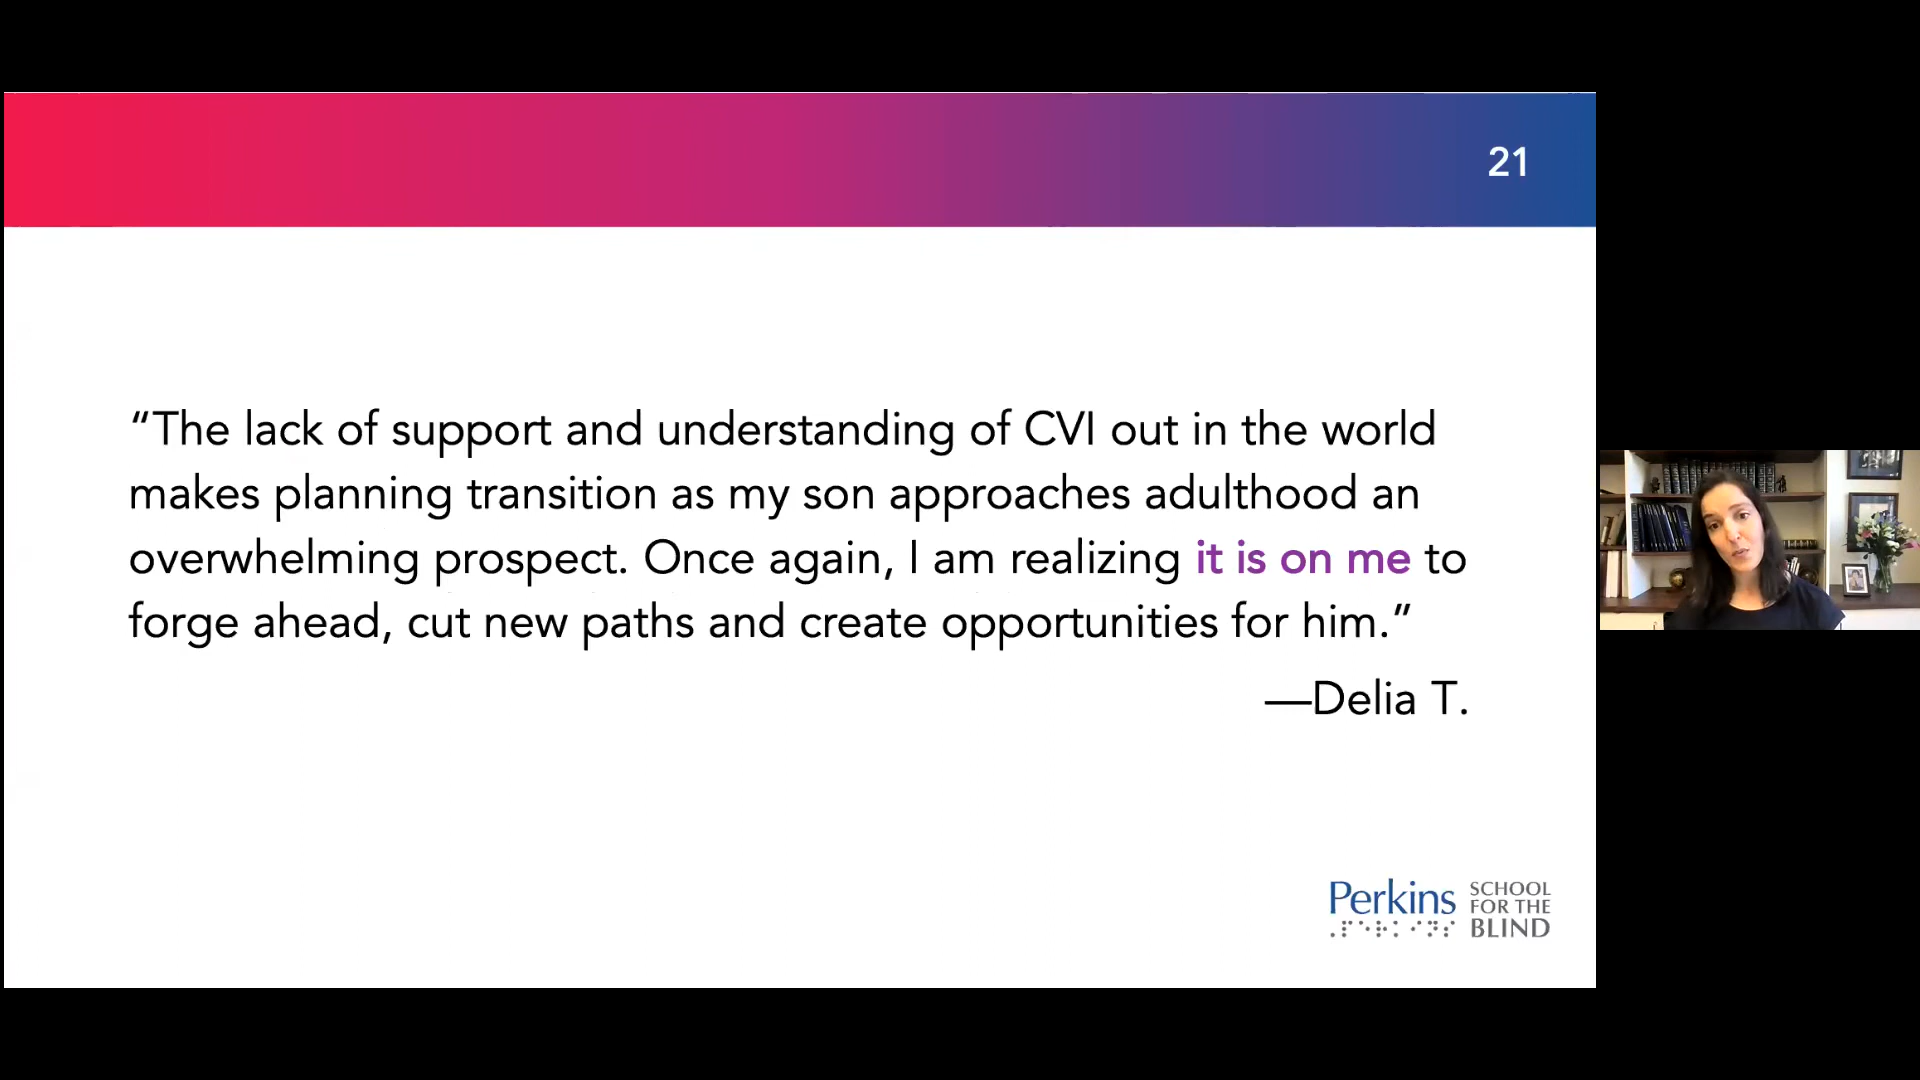 21
“The lack of support and understanding of CVI out in the world
makes planning transition as my son approaches adulthood an
overwhelming prospect. Once again, I am realizing it is on me to
forge ahead, cut new paths and create opportunities for him.”
—Delia T.
Perkins
SCHOOL
FOR THE
BLIND